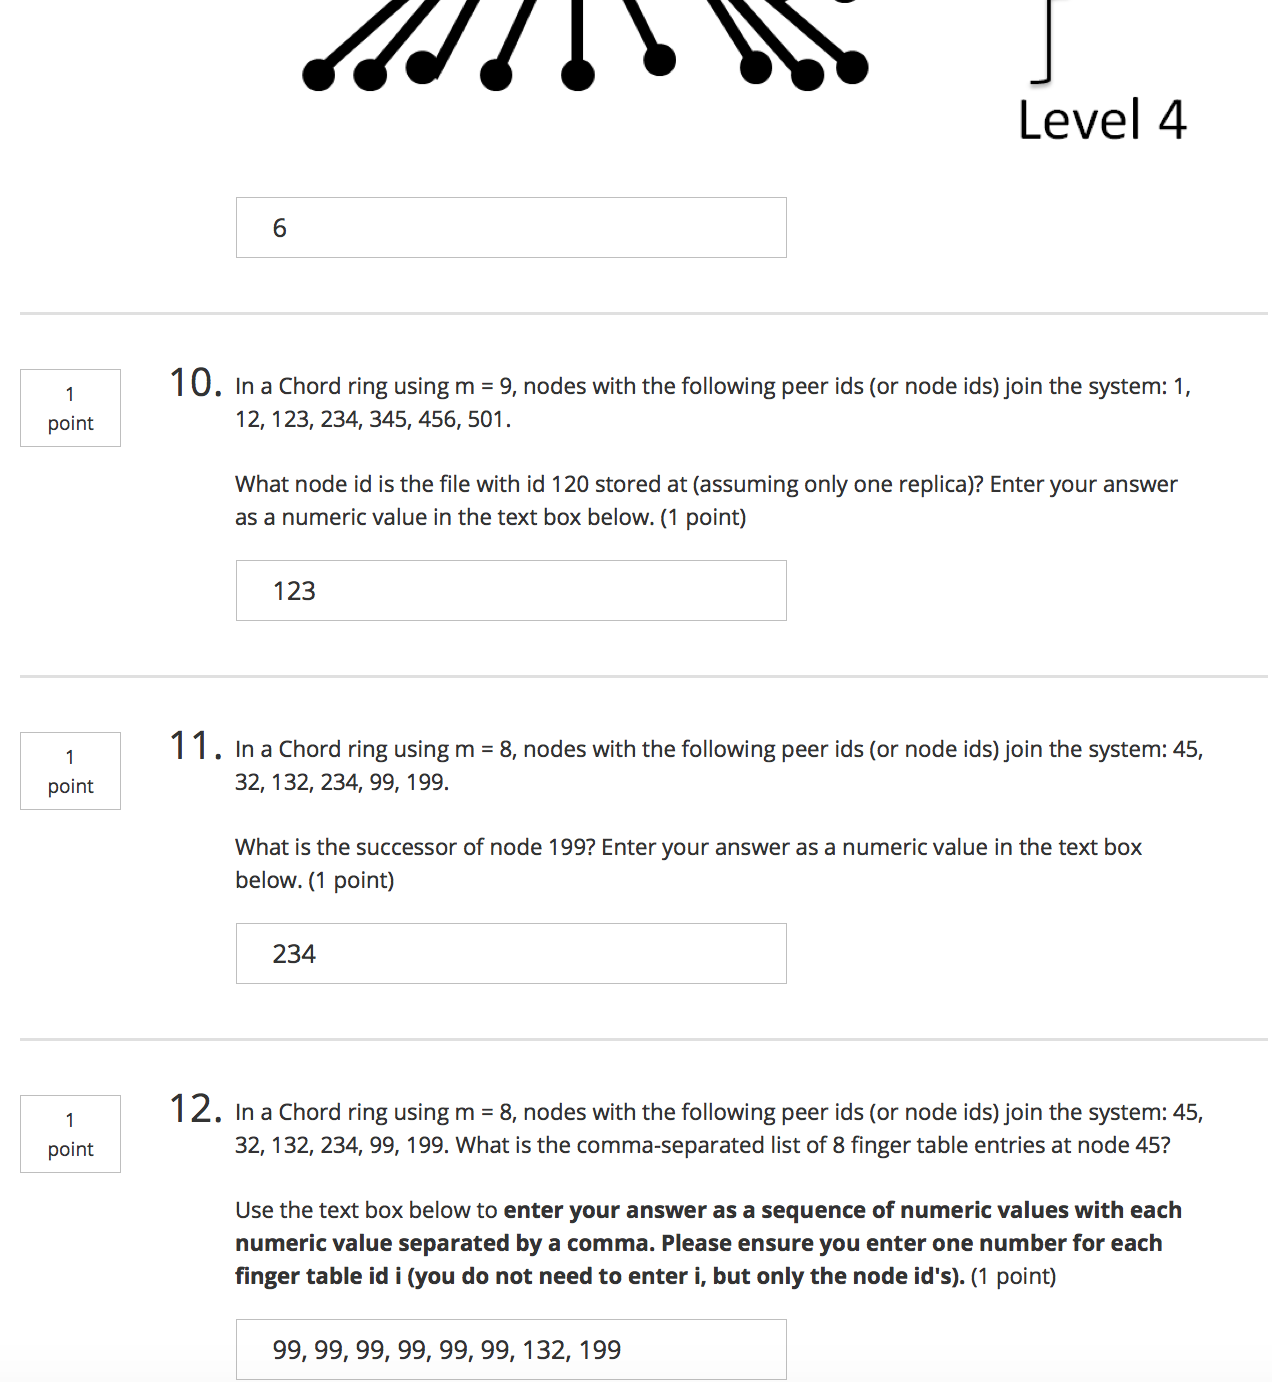 Level 4
6
1
point
10. In a Chord ring using m = 9, nodes with the following peer ids (or node ids) join the system: 1,
12, 123, 234, 345, 456, 501.
What node id is the file with id 120 stored at (assuming only one replica)? Enter your answer
as a numeric value in the text box below. (1 point)
123
1
point
11. In a Chord ring using m = 8, nodes with the following peer ids (or node ids) join the system: 45,
32, 132, 234, 99, 199.
What is the successor of node 199? Enter your answer as a numeric value in the text box
below. (1 point)
234
1
point
12. In a Chord ring using m = 8, nodes with the following peer ids (or node ids) join the system: 45,
32, 132, 234, 99, 199. What is the comma-separated list of 8 finger table entries at node 45?
Use the text box below to enter your answer as a sequence of numeric values with each
numeric value separated by a comma. Please ensure you enter one number for each
finger table id i (you do not need to enter i, but only the node id's). (1 point)
99, 99, 99, 99, 99, 99, 132, 199